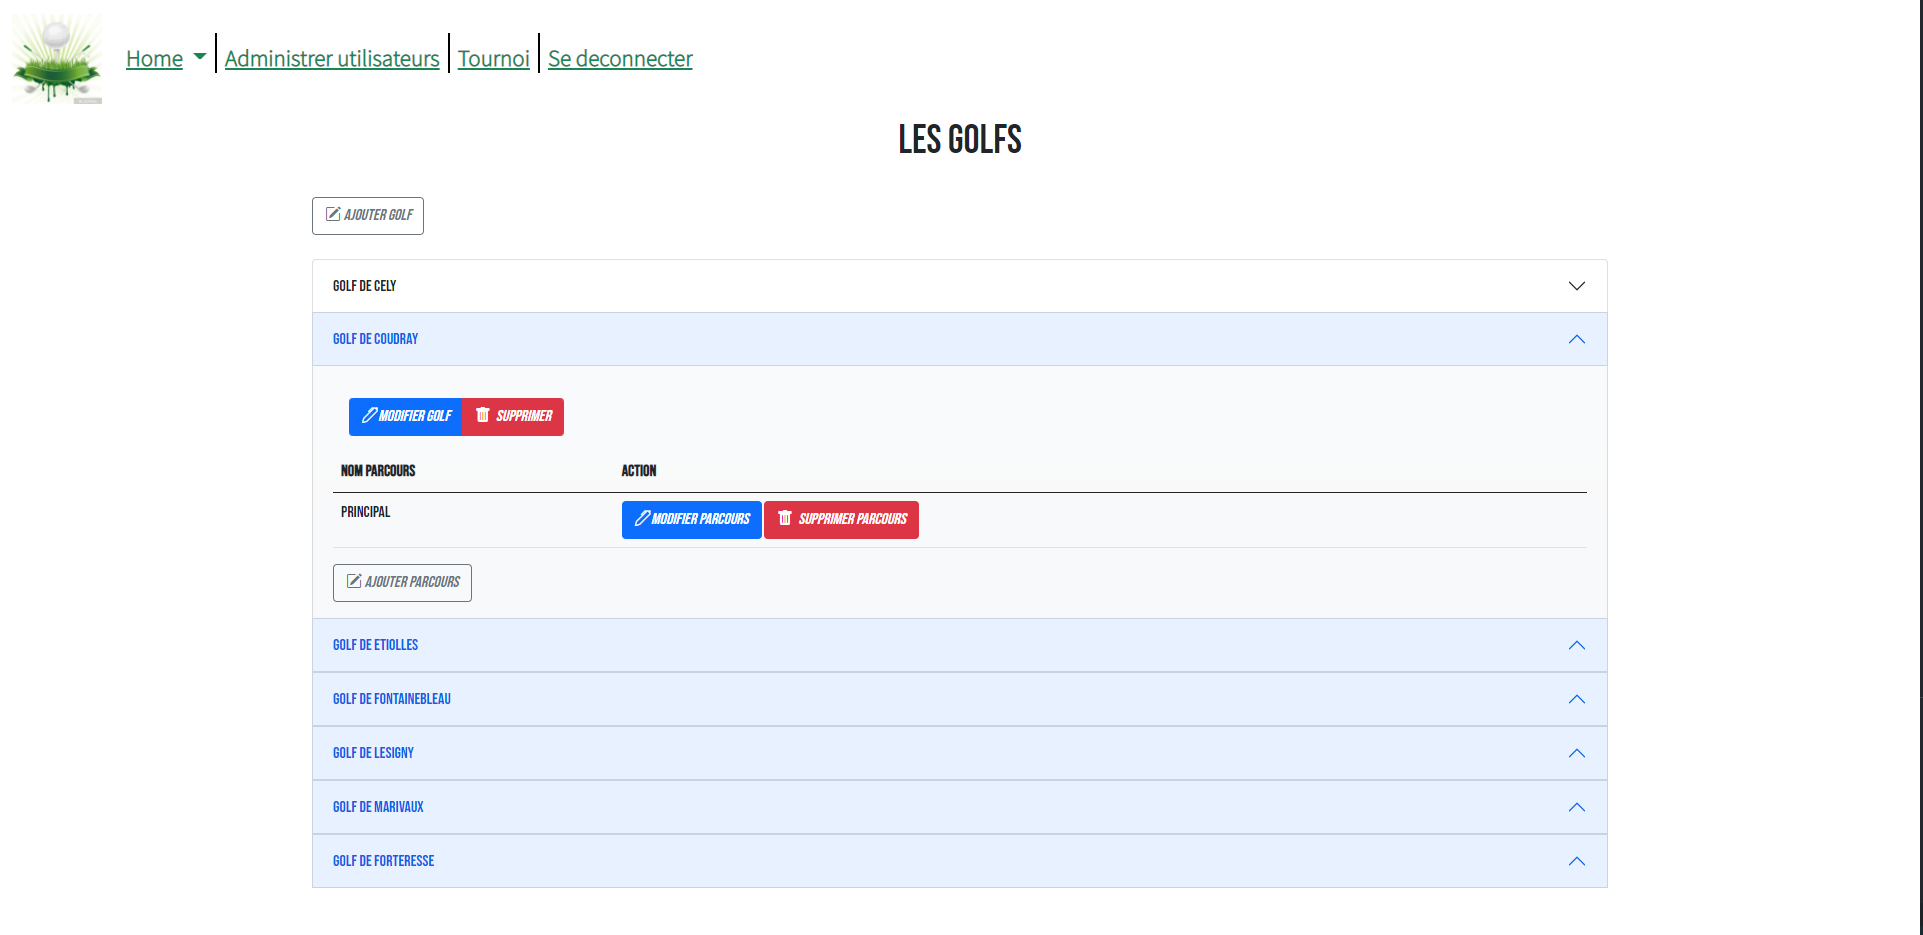 Home
Administrer utilisateurs
Tournoi
Se deconnecter
LES GOLFS
AJOUTER GOLF
GOLF DE CELY
GOLF DE COUDRAY
MODIFIER GOLF SUPPRIMER
NOM PARCOURS ACTION
PRINCIPAL MODIFIER PARCOURS SUPPRIMER PARCOURS
AJOUTER PARCOURS
GOLF DE ETIOLLES
GOLF DE FONTAINEBLEAU
GOLF DE LESIGNY
GOLF DE MARIVAUX
GOLF DE FORTERESSE